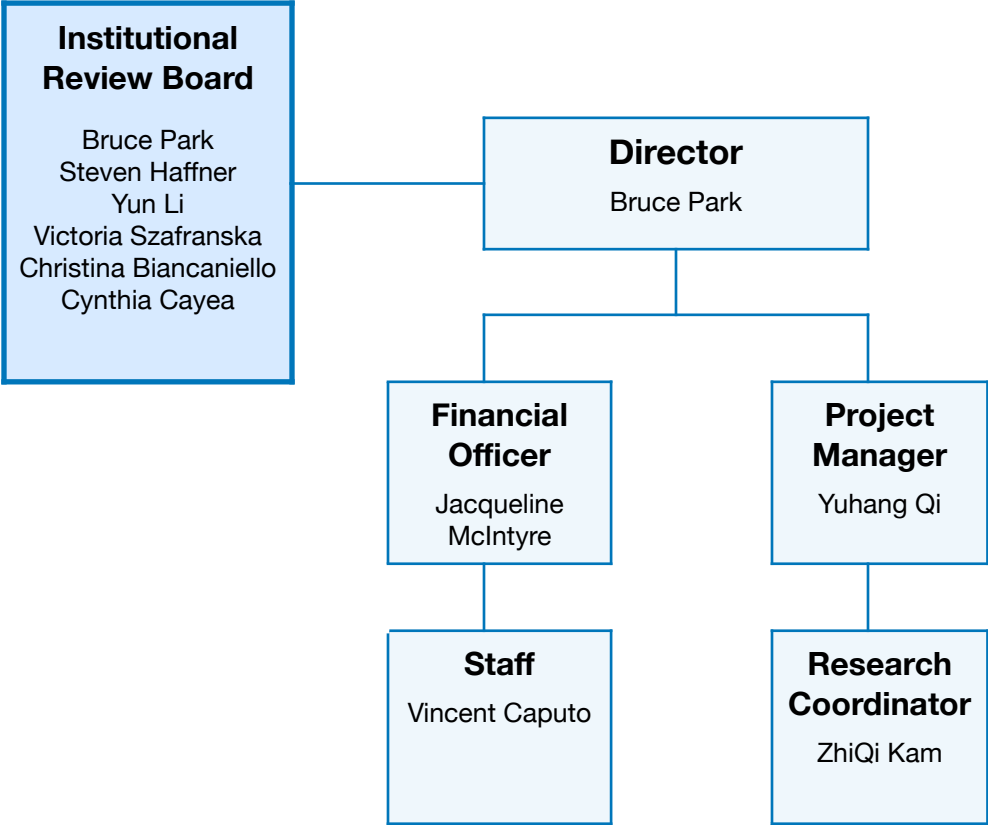 Institutional
Review Board
Bruce Park
Steven Haffner
Yun Li
Victoria Szafranska
Christina Biancaniello
Cynthia Cayea
Director
Bruce Park
Financial
Officer
Jacqueline
McIntyre
Project
Manager
Yuhang Qi
Staff
Vincent Caputo
Research
Coordinator
ZhiQi Kam